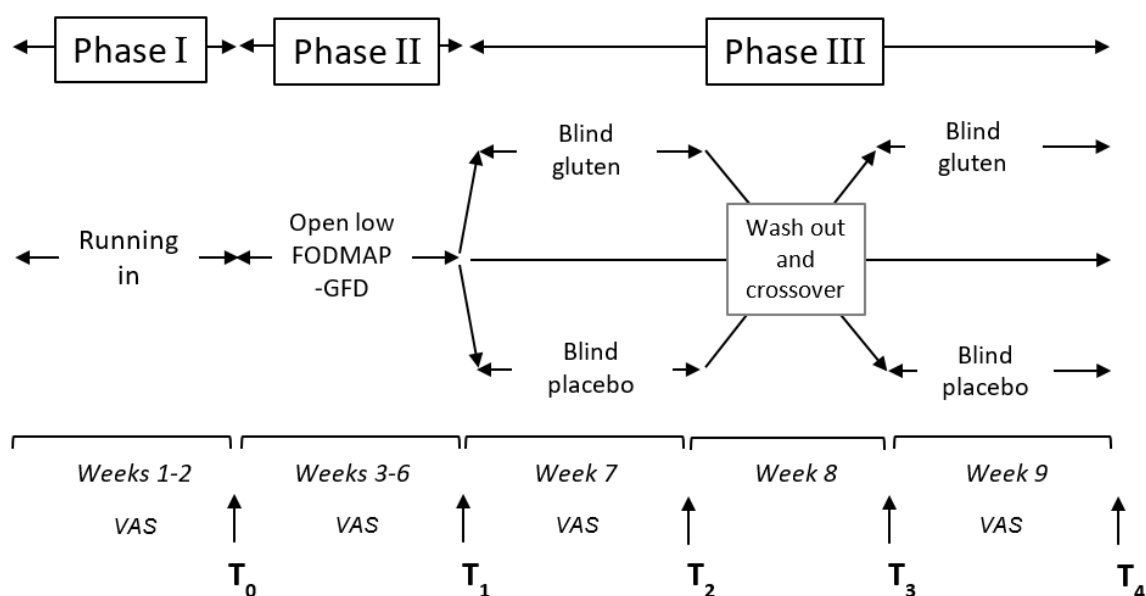 Phase I
Phase II
Phase III
Blind
gluten
Blind
gluten
Running
in
Open low
FODMAP
-GFD
Wash out
and
crossover
Blind
placebo
Blind
placebo
Weeks 1-2
Weeks 3-6
Week 7
Week 8
Week 9
VAS
VAS
VAS
VAS
T0
T1
T2
T3
T4